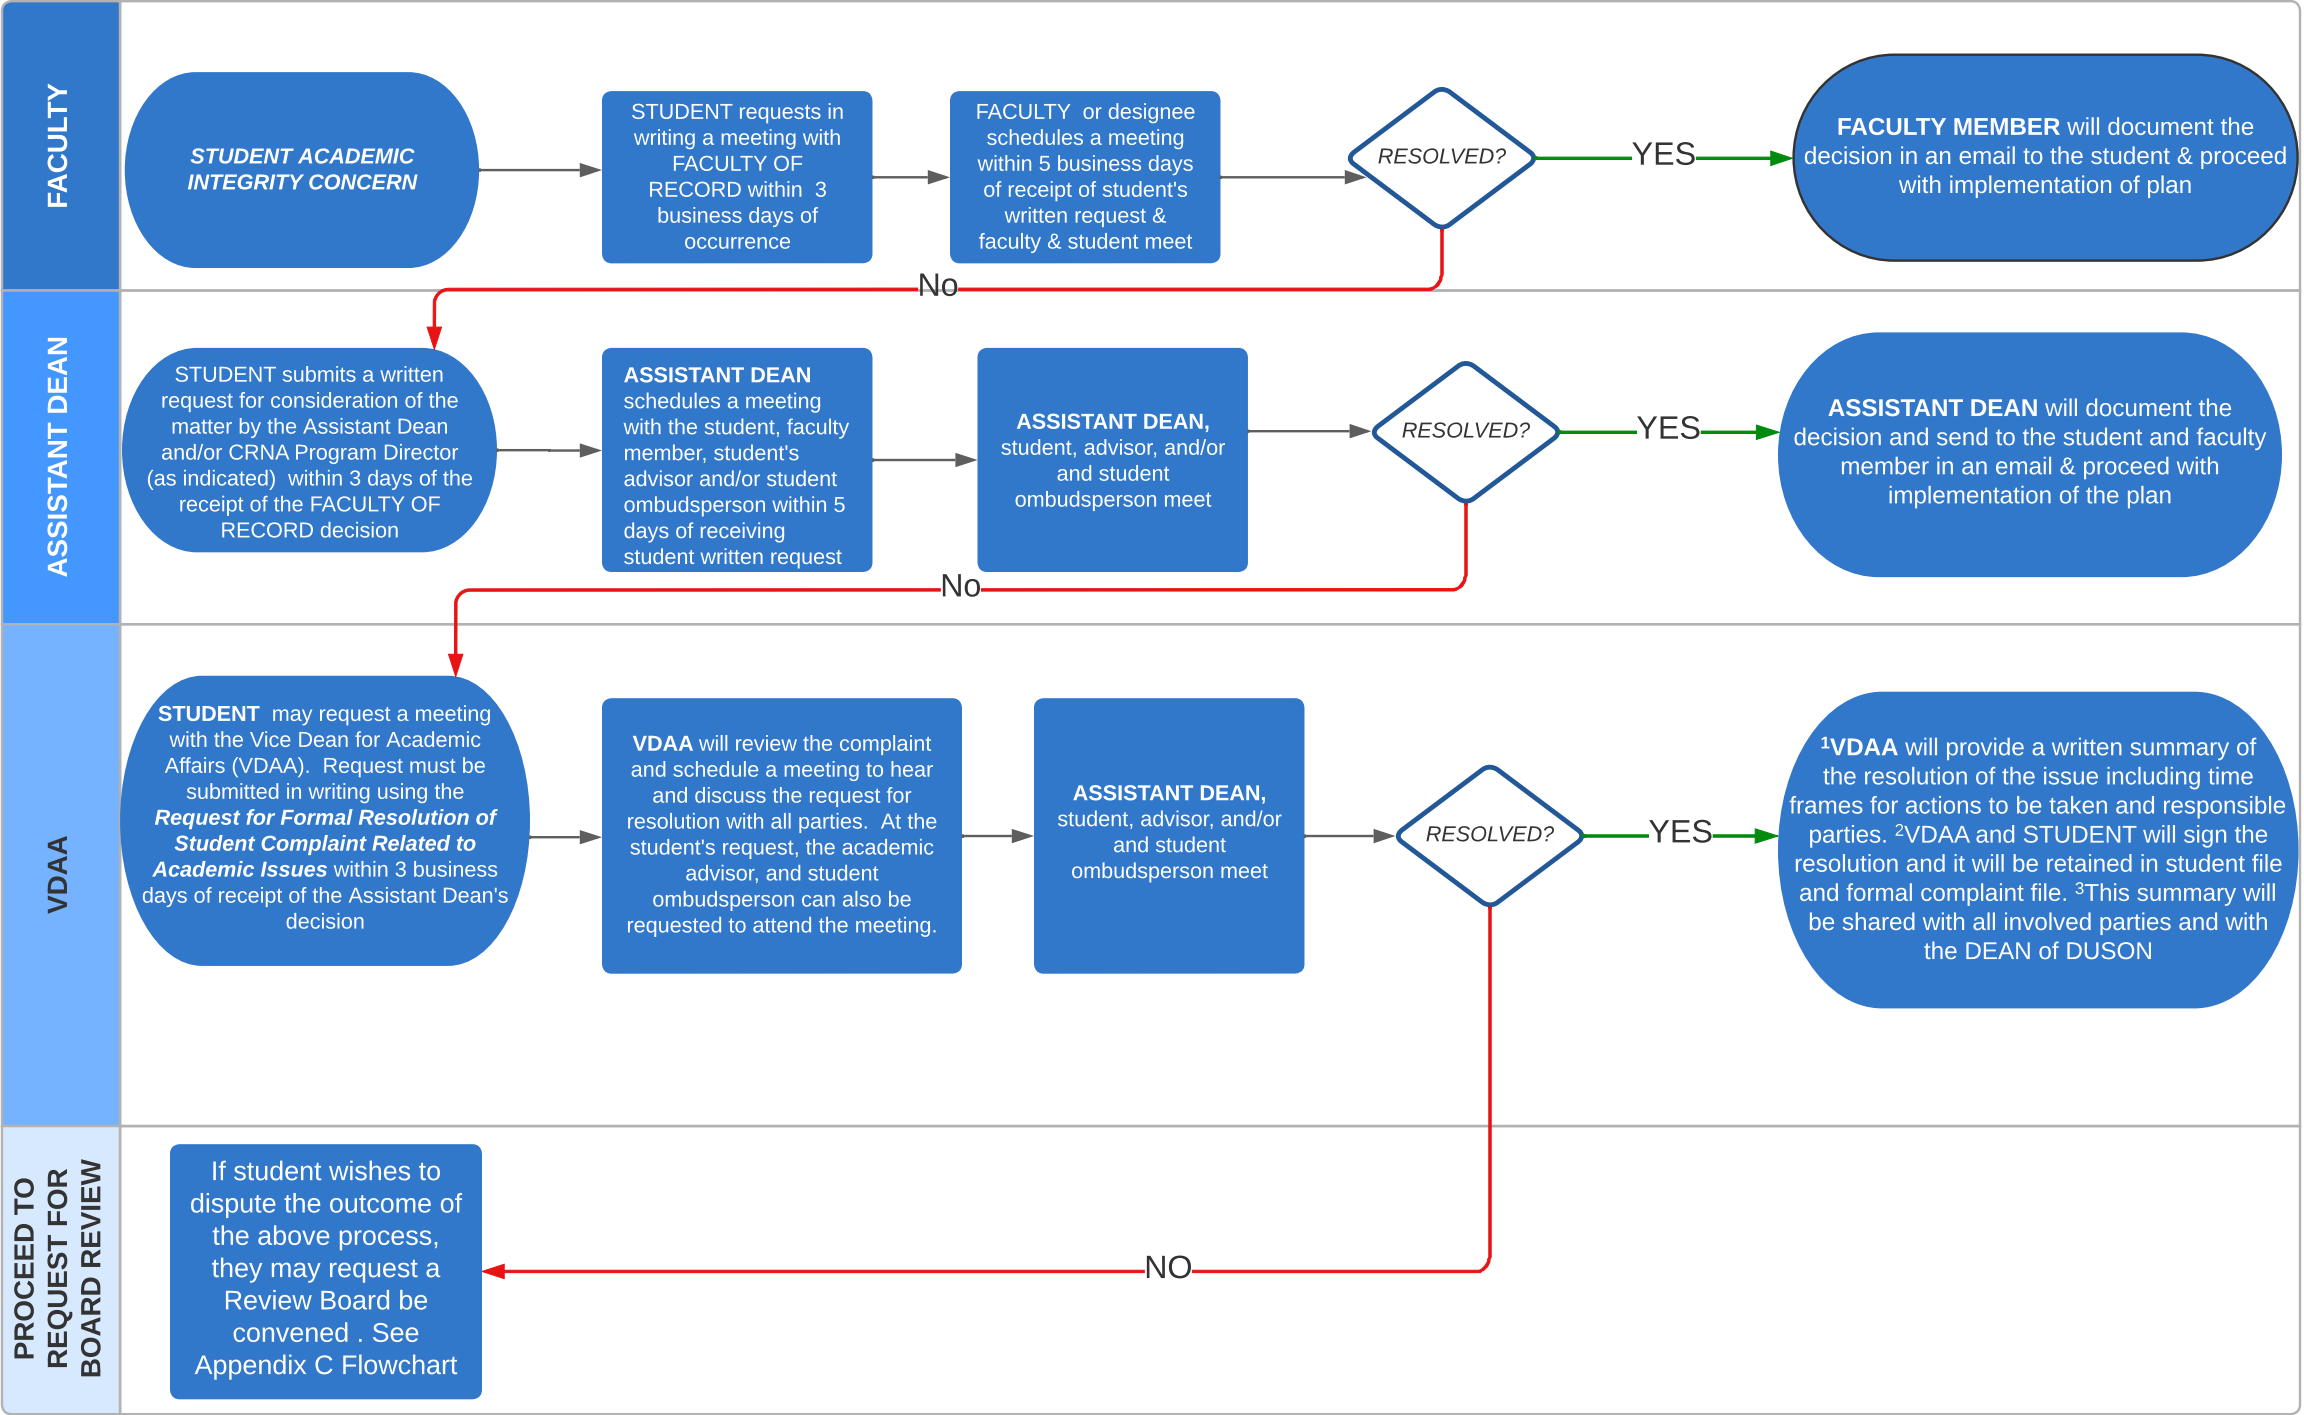 FACULTY
STUDENT ACADEMIC
INTEGRITY CONCERN
STUDENT requests in
writing a meeting with
FACULTY OF
RECORD within  3
business days of
occurrence
FACULTY  or designee
schedules a meeting
within 5 business days
of receipt of student's
written request &
faculty & student meet
RESOLVED?
YES
FACULTY MEMBER will document the
decision in an email to the student & proceed
with implementation of plan
No
ASSISTANT DEAN
STUDENT submits a written
request for consideration of the
matter by the Assistant Dean
and/or CRNA Program Director
(as indicated)  within 3 days of the
receipt of the FACULTY OF
RECORD decision
ASSISTANT DEAN
schedules a meeting
with the student, faculty
member, student's
advisor and/or student
ombudsperson within 5
days of receiving
student written request
ASSISTANT DEAN,
student, advisor, and/or
and student
ombudsperson meet
RESOLVED?
YES
ASSISTANT DEAN will document the
decision and send to the student and faculty
member in an email & proceed with
implementation of the plan
No
VDAA
STUDENT  may request a meeting
with the Vice Dean for Academic
Affairs (VDAA).  Request must be
submitted in writing using the
Request for Formal Resolution of
Student Complaint Related to
Academic Issues within 3 business
days of receipt of the Assistant Dean's
decision
VDAA will review the complaint
and schedule a meeting to hear
and discuss the request for
resolution with all parties.  At the
student's request, the academic
advisor, and student
ombudsperson can also be
requested to attend the meeting.
ASSISTANT DEAN,
student, advisor, and/or
and student
ombudsperson meet
RESOLVED?
YES
¹VDAA will provide a written summary of
the resolution of the issue including time
frames for actions to be taken and responsible
parties. ²VDAA and STUDENT will sign the
resolution and it will be retained in student file
and formal complaint file. ³This summary will
be shared with all involved parties and with
the DEAN of DUSON
PROCEED TO
REQUEST FOR
BOARD REVIEW
If student wishes to
dispute the outcome of
the above process,
they may request a
Review Board be
convened . See
Appendix C Flowchart
NO